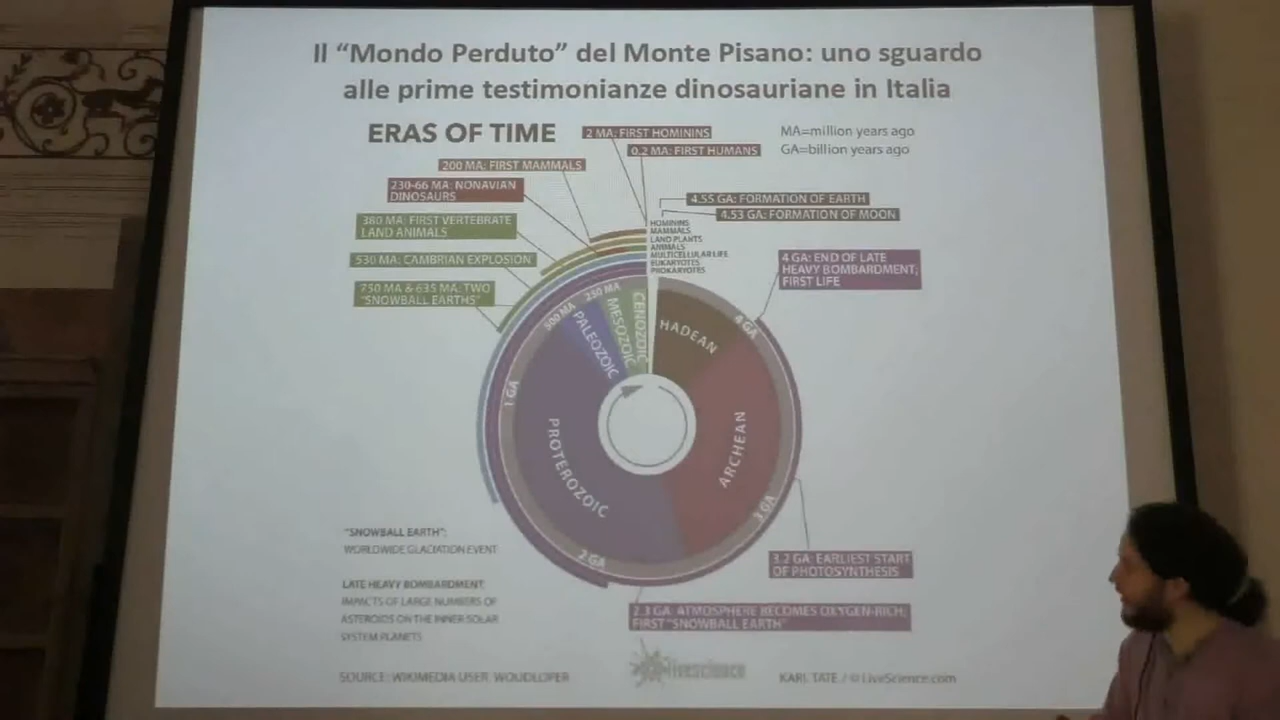 Il “Mondo Perduto” del Monte Pisano: uno sguardo
alle prime testimonianze dinosauriane in Italia
ERAS OF TIME
2 MA: FIRST HOMININS
0.2 MA: FIRST HUMANS
MA=million years ago
GA=billion years ago
200 MA: FIRST MAMMALS
230-66 MA: NONAVIAN
DINOSAURS
380 MA: FIRST VERTEBRATE
LAND ANIMALS
530 MA: CAMBRIAN EXPLOSION
750 MA & 635 MA: TWO
"SNOWBALL EARTHS"
4.55 GA: FORMATION OF EARTH
4.53 GA: FORMATION OF MOON
HOMININS
MAMMALS
LAND PLANTS
ANIMALS
MULTICELLULAR LIFE
EUKARYOTES
PROKARYOTES
4 GA: END OF LATE
HEAVY BOMBARDMENT;
FIRST LIFE
500 MA
250 MA
PALEOZOIC
MESOZOIC
CENOZOIC
HADEAN
4 GA
ARCHEAN
3 GA
PROTEROZOIC
2 GA
1 GA
3.2 GA: EARLIEST START
OF PHOTOSYNTHESIS
2.3 GA: ATMOSPHERE BECOMES OXYGEN-RICH;
FIRST "SNOWBALL EARTH"
"SNOWBALL EARTH":
WORLDWIDE GLACIATION EVENT
LATE HEAVY BOMBARDMENT:
IMPACTS OF LARGE NUMBERS OF
ASTEROIDS ON THE INNER SOLAR
SYSTEM PLANETS
SOURCE: WIKIMEDIA USER WOUDLOPER
livescience
KARL TATE / © LiveScience.com